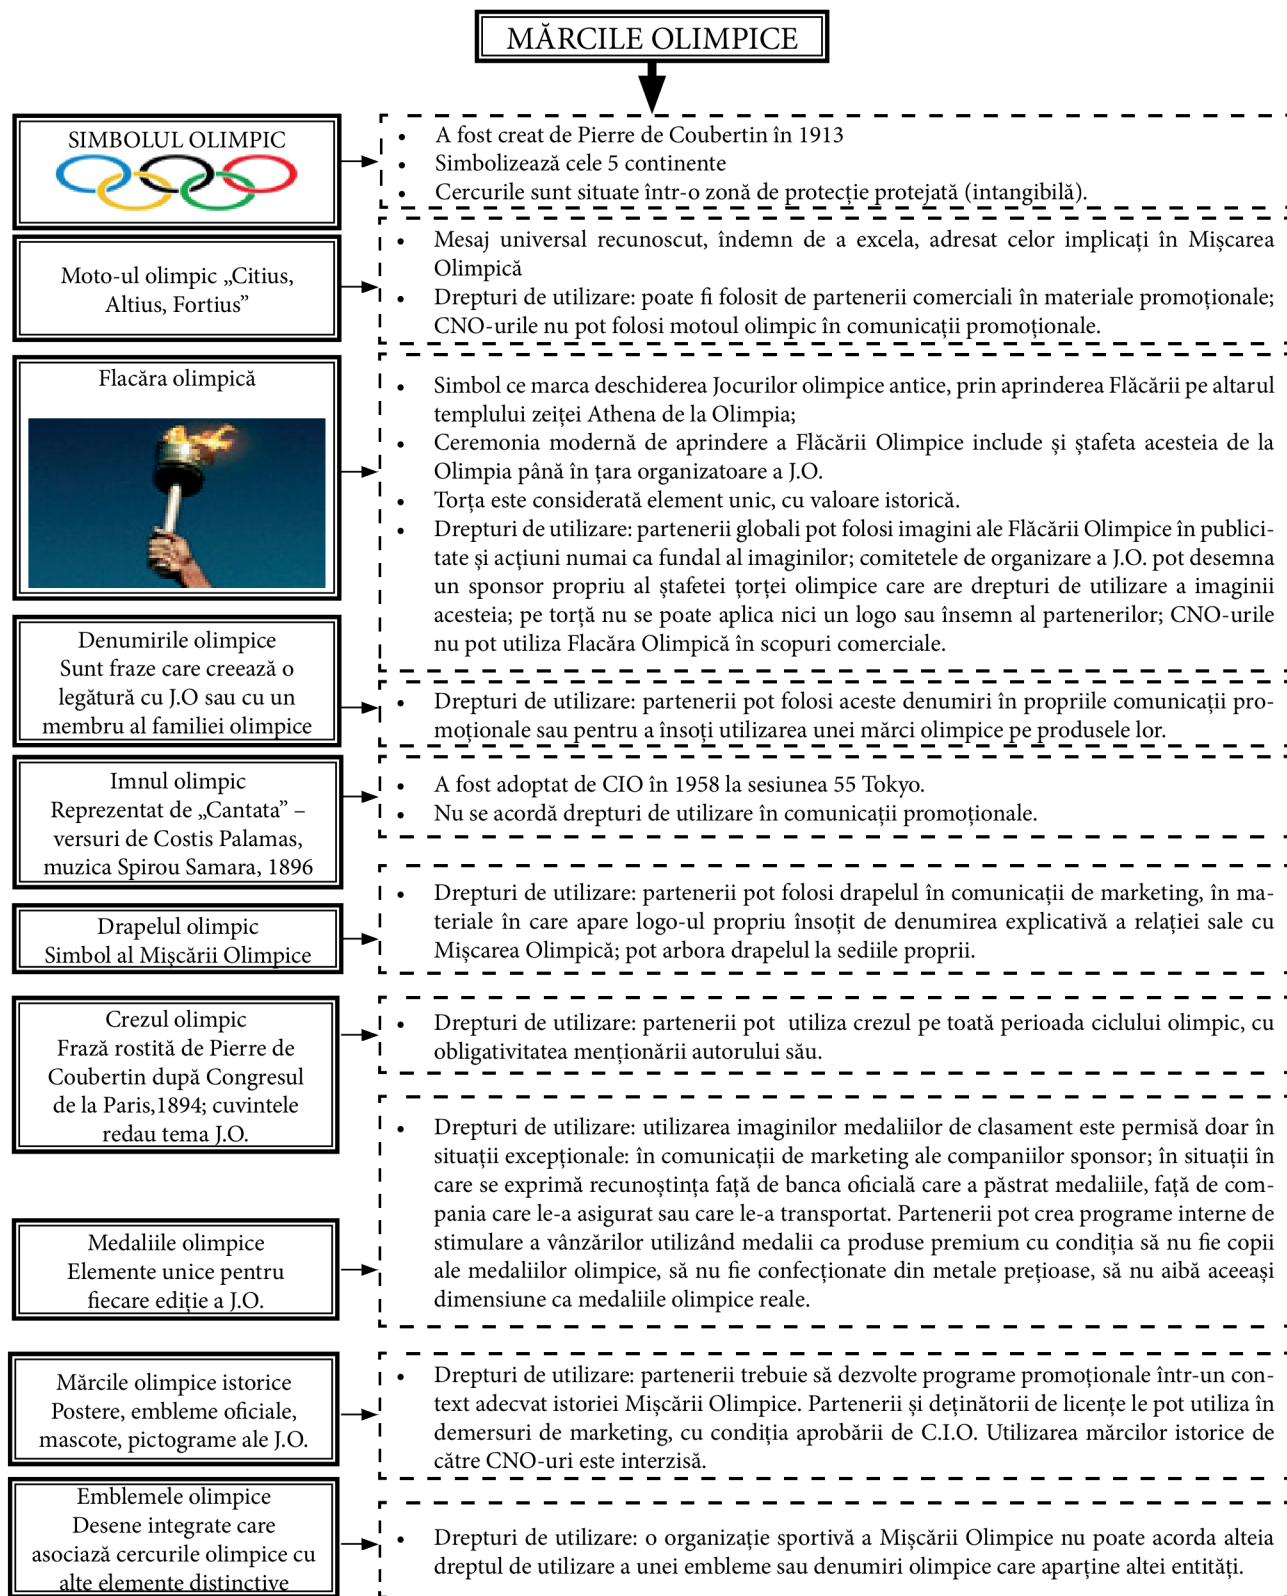 MĂRCILE OLIMPICE
SIMBOLUL OLIMPIC
• A fost creat de Pierre de Coubertin în 1913
• Simbolizează cele 5 continente
• Cercurile sunt situate într-o zonă de protecție protejată (intangibilă).
Moto-ul olimpic „Citius,
Altius, Fortius”
• Mesaj universal recunoscut, îndemn de a excela, adresat celor implicați în Mișcarea
Olimpică
• Drepturi de utilizare: poate fi folosit de partenerii comerciali în materiale promoționale;
CNO-urile nu pot folosi motoul olimpic în comunicații promoționale.
Flacăra olimpică
• Simbol ce marca deschiderea Jocurilor olimpice antice, prin aprinderea Flăcării pe altarul
templului zeiței Athena de la Olimpia;
• Ceremonia modernă de aprindere a Flăcării Olimpice include și ștafeta acesteia de la
Olimpia până în țara organizatoare a J.O.
• Torța este considerată element unic, cu valoare istorică.
• Drepturi de utilizare: partenerii globali pot folosi imagini ale Flăcării Olimpice în publici-
tate și acțiuni numai ca fundal al imaginilor; comitetele de organizare a J.O. pot desemna
un sponsor propriu al ștafetei torței olimpice care are drepturi de utilizare a imaginii
acesteia; pe torță nu se poate aplica nici un logo sau însemn al partenerilor; CNO-urile
nu pot utiliza Flacăra Olimpică în scopuri comerciale.
Denumirile olimpice
Sunt fraze care creează o
legătură cu J.O sau cu un
membru al familiei olimpice
• Drepturi de utilizare: partenerii pot folosi aceste denumiri în propriile comunicații pro-
moționale sau pentru a însoți utilizarea unei mărci olimpice pe produsele lor.
Imnul olimpic
Reprezentat de „Cantata” –
versuri de Costis Palamas,
muzica Spirou Samara, 1896
• A fost adoptat de CIO în 1958 la sesiunea 55 Tokyo.
• Nu se acordă drepturi de utilizare în comunicații promoționale.
Drapelul olimpic
Simbol al Mișcării Olimpice
• Drepturi de utilizare: partenerii pot folosi drapelul în comunicații de marketing, în ma-
teriale în care apare logo-ul propriu însoțit de denumirea explicativă a relației sale cu
Mișcarea Olimpică; pot arbora drapelul la sediile proprii.
Crezul olimpic
Frază rostită de Pierre de
Coubertin după Congresul
de la Paris,1894; cuvintele
redau tema J.O.
• Drepturi de utilizare: partenerii pot utiliza crezul pe toată perioada ciclului olimpic, cu
obligativitatea menționării autorului său.
Medaliile olimpice
Elemente unice pentru
fiecare ediție a J.O.
• Drepturi de utilizare: utilizarea imaginilor medaliilor de clasament este permisă doar în
situații excepționale: în comunicații de marketing ale companiilor sponsor; în situații în
care se exprimă recunoștința față de banca oficială care a păstrat medaliile, față de com-
pania care le-a asigurat sau care le-a transportat. Partenerii pot crea programe interne de
stimulare a vânzărilor utilizând medalii ca produse premium cu condiția să nu fie copii
ale medaliilor olimpice, să nu fie confecționate din metale prețioase, să nu aibă aceeași
dimensiune ca medaliile olimpice reale.
Mărcile olimpice istorice
Postere, embleme oficiale,
mascote, pictograme ale J.O.
• Drepturi de utilizare: partenerii trebuie să dezvolte programe promoționale într-un con-
text adecvat istoriei Mișcării Olimpice. Partenerii și deținătorii de licențe le pot utiliza în
demersuri de marketing, cu condiția aprobării de C.I.O. Utilizarea mărcilor istorice de
către CNO-uri este interzisă.
Emblemele olimpice
Desene integrate care
asociază cercurile olimpice cu
alte elemente distinctive
• Drepturi de utilizare: o organizație sportivă a Mișcării Olimpice nu poate acorda alteia
dreptul de utilizare a unei embleme sau denumiri olimpice care aparține altei entități.